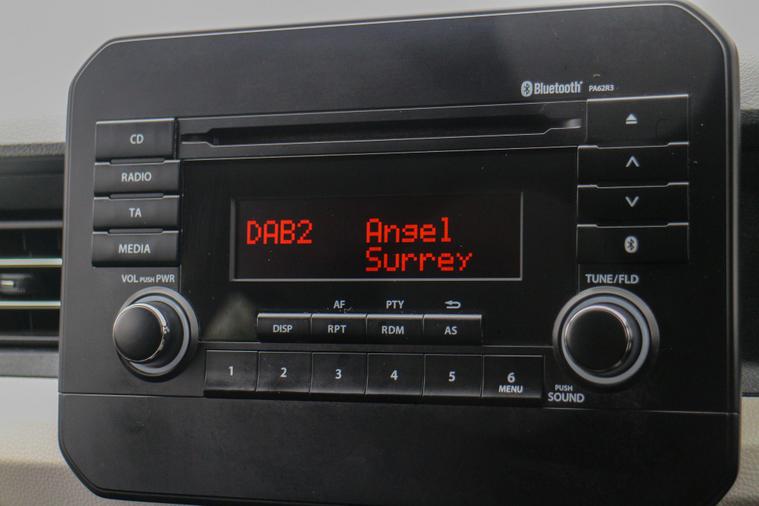 Bluetooth PA62R3
CD
RADIO
TA
MEDIA
VOL PUSH PWR
DAB2 Angel
Surrey
TUNE/FLD
AF PTY
DISP RPT RDM AS
1 2 3 4 5 6
MENU
PUSH
SOUND